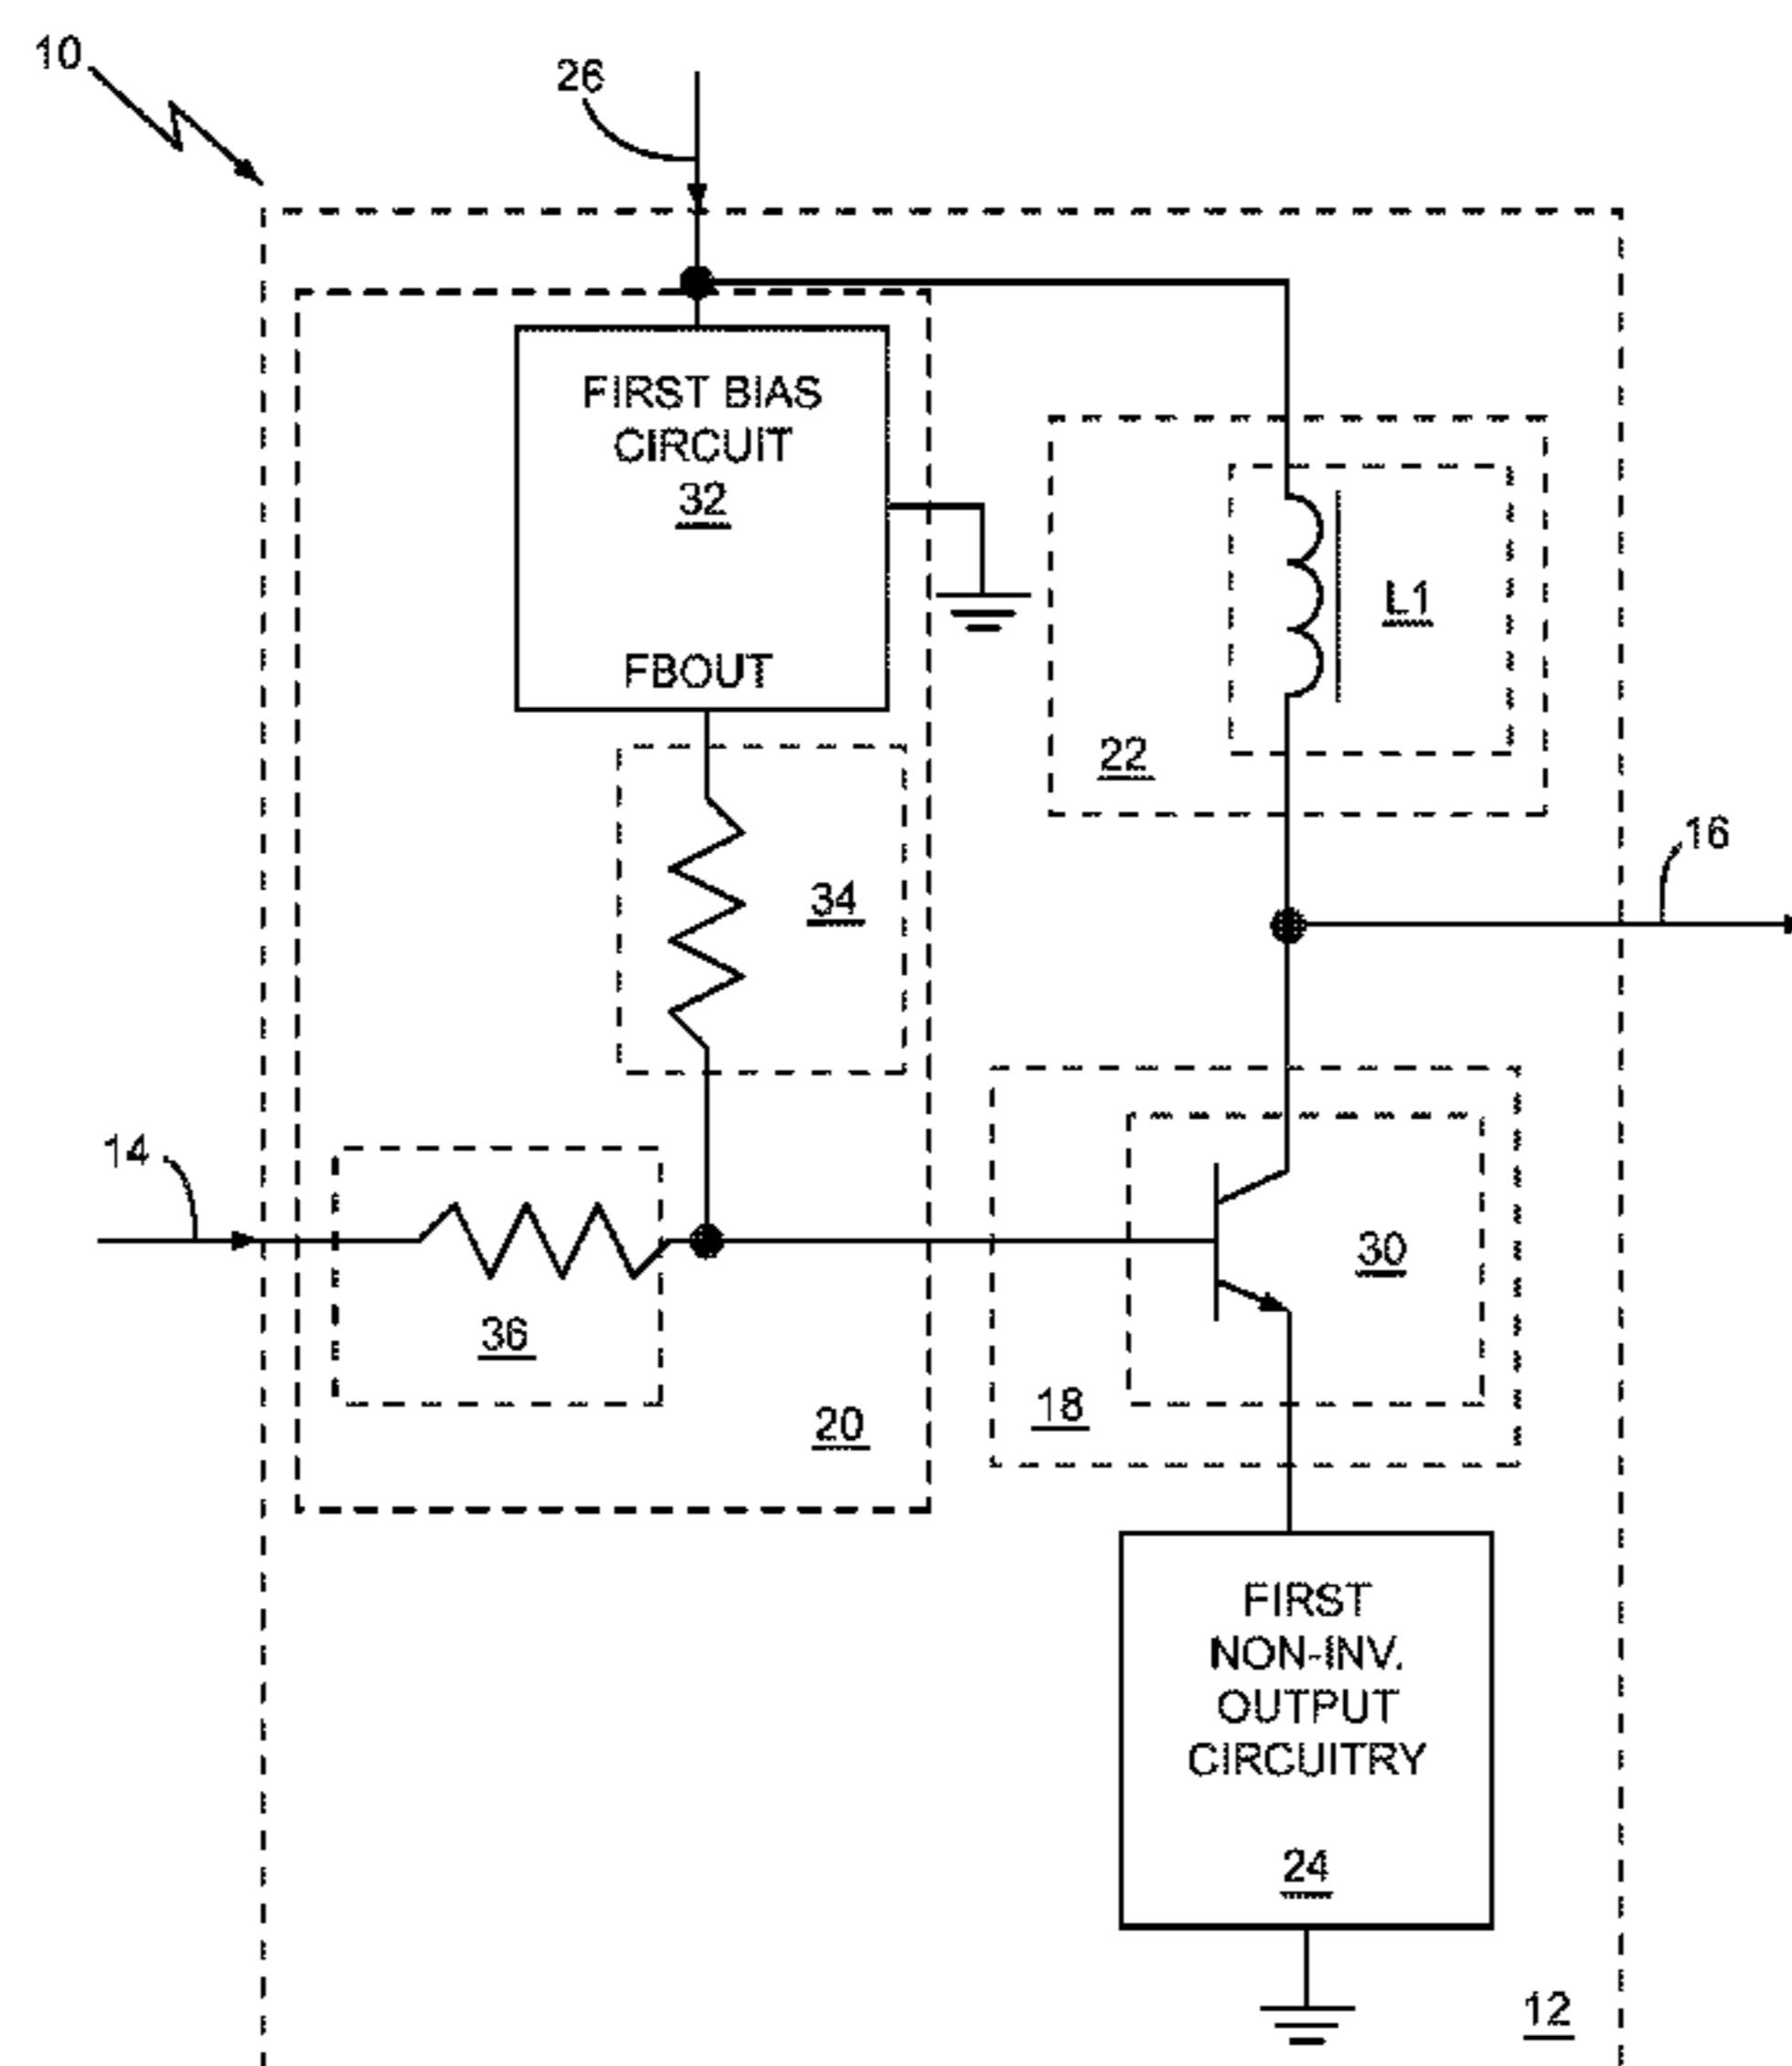 10
26
FIRST BIAS
CIRCUIT
32
FBOUT
L1
22
34
16
14
36
20
30
18
FIRST
NON-INV.
OUTPUT
CIRCUITRY
24
12